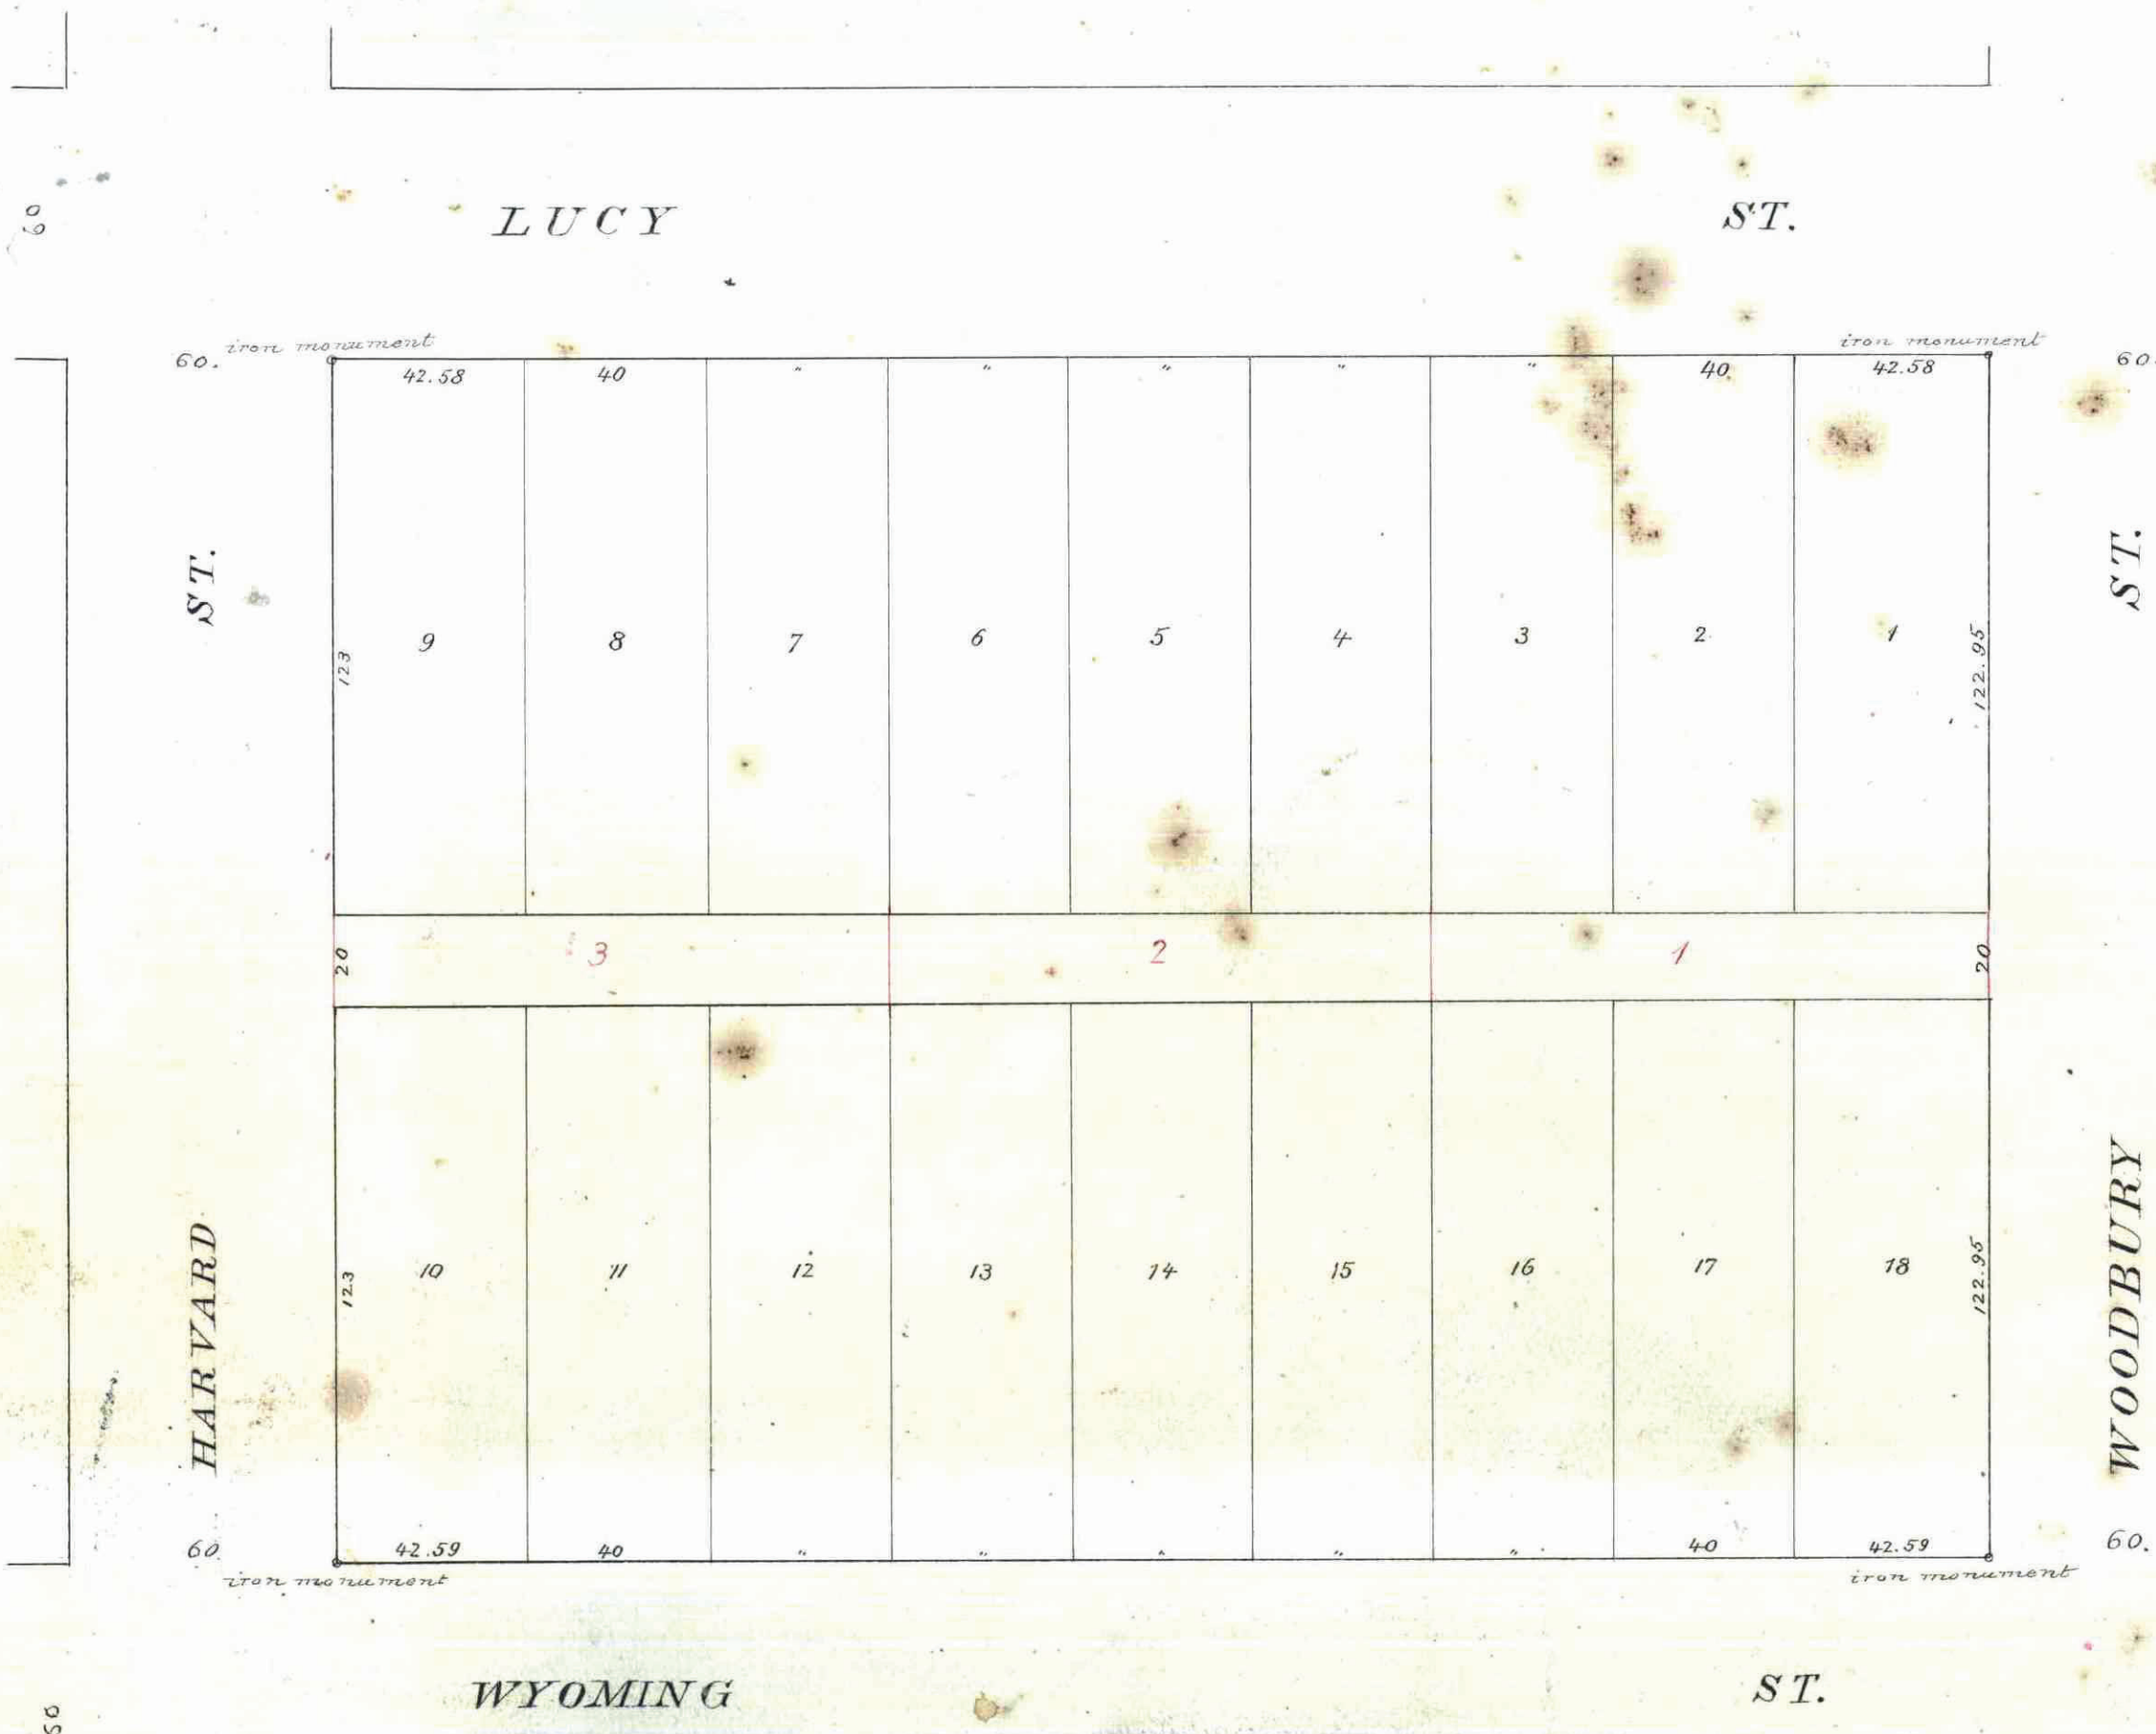 60
LUCY ST.
iron monument
iron monument
60.
42.58 40 " " " " " 40 42.58
60.
ST.
ST.
9 8 7 6 5 4 3 2 1
123
122.95
20 3 2 1 20
10 11 12 13 14 15 16 17 18
123
122.95
HARVARD
WOODBURY
60.
42.59 40 " " " " " 40 42.59
60.
iron monument
iron monument
WYOMING ST.